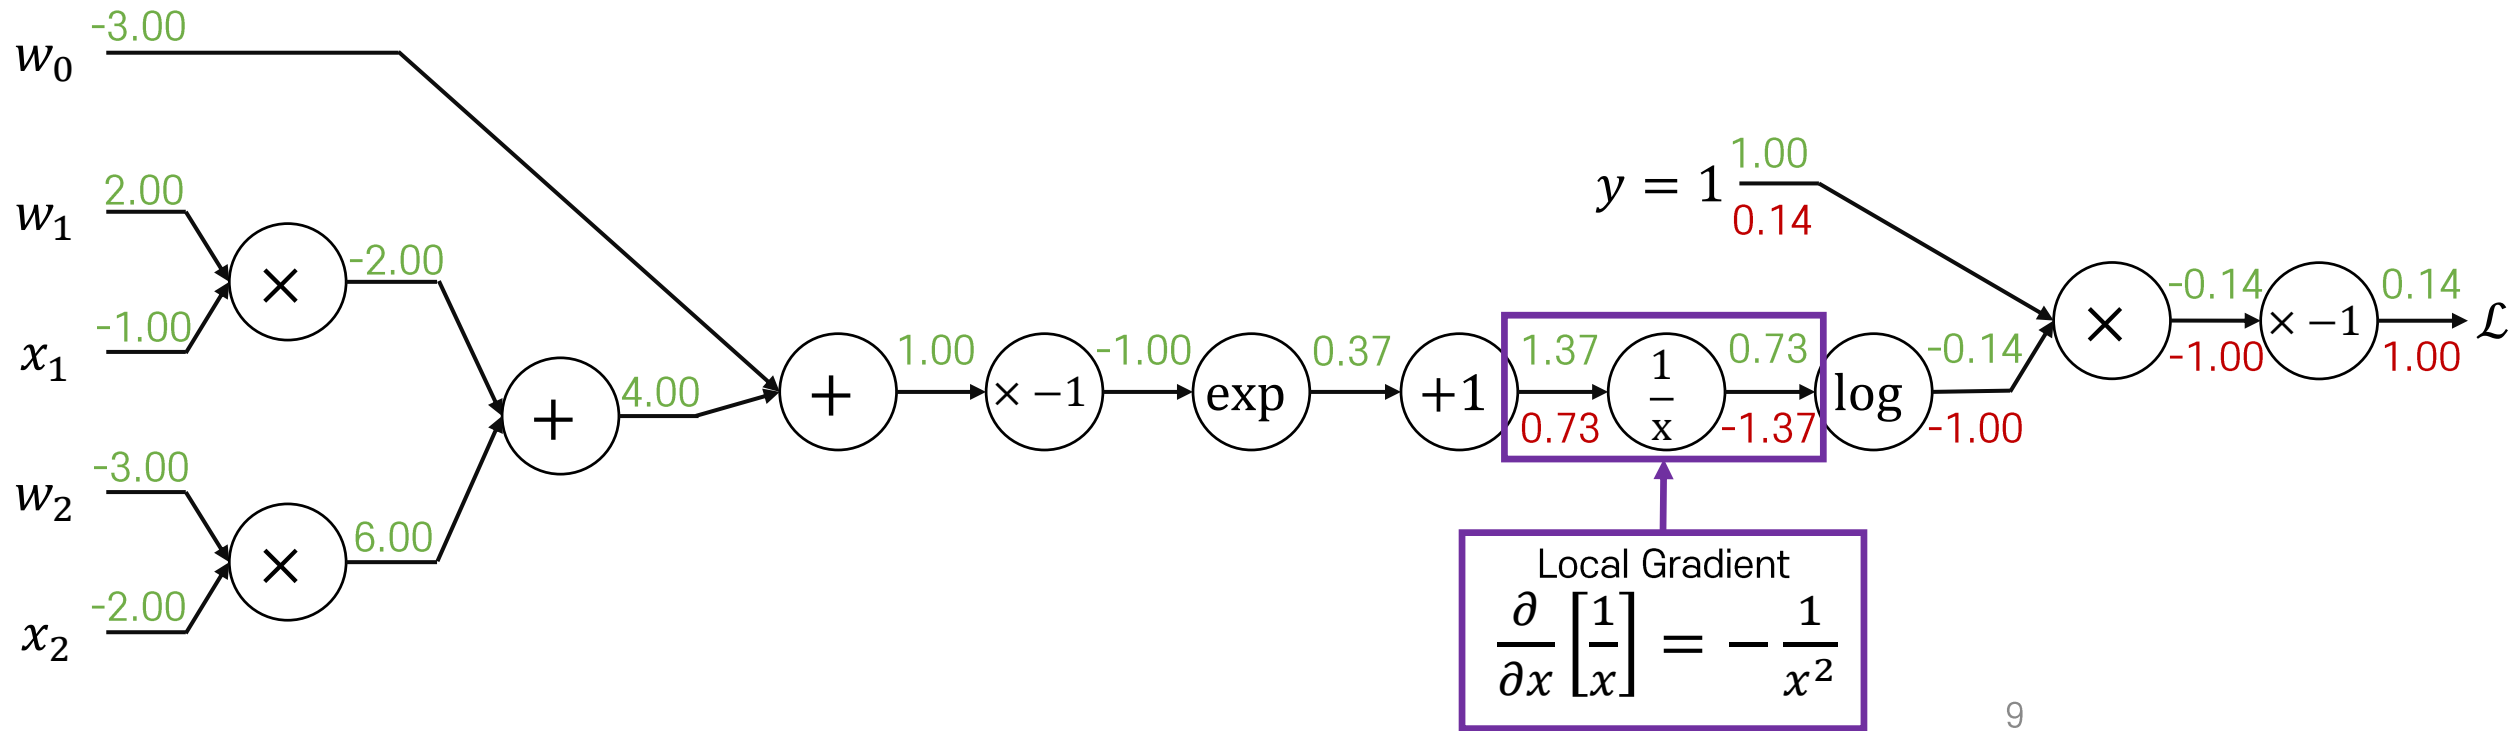 -3.00
w₀
2.00
w₁
×
-2.00
-1.00
x₁
+
4.00
-3.00
w₂
×
6.00
-2.00
x₂
+
1.00
× −1
-1.00
exp
0.37
+1
1.37
0.73
1
x
0.73
-1.37
log
-0.14
-1.00
y = 1
1.00
0.14
×
-0.14
-1.00
× −1
0.14
1.00
ℒ
Local Gradient
∂/∂x [1/x] = − 1/x²
9